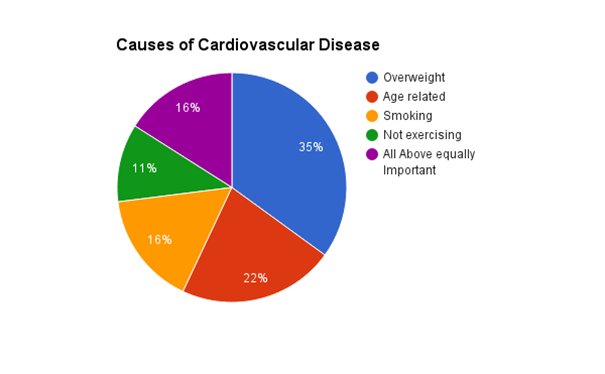 Causes of Cardiovascular Disease
16%
35%
11%
16%
22%
Overweight
Age related
Smoking
Not exercising
All Above equally
Important